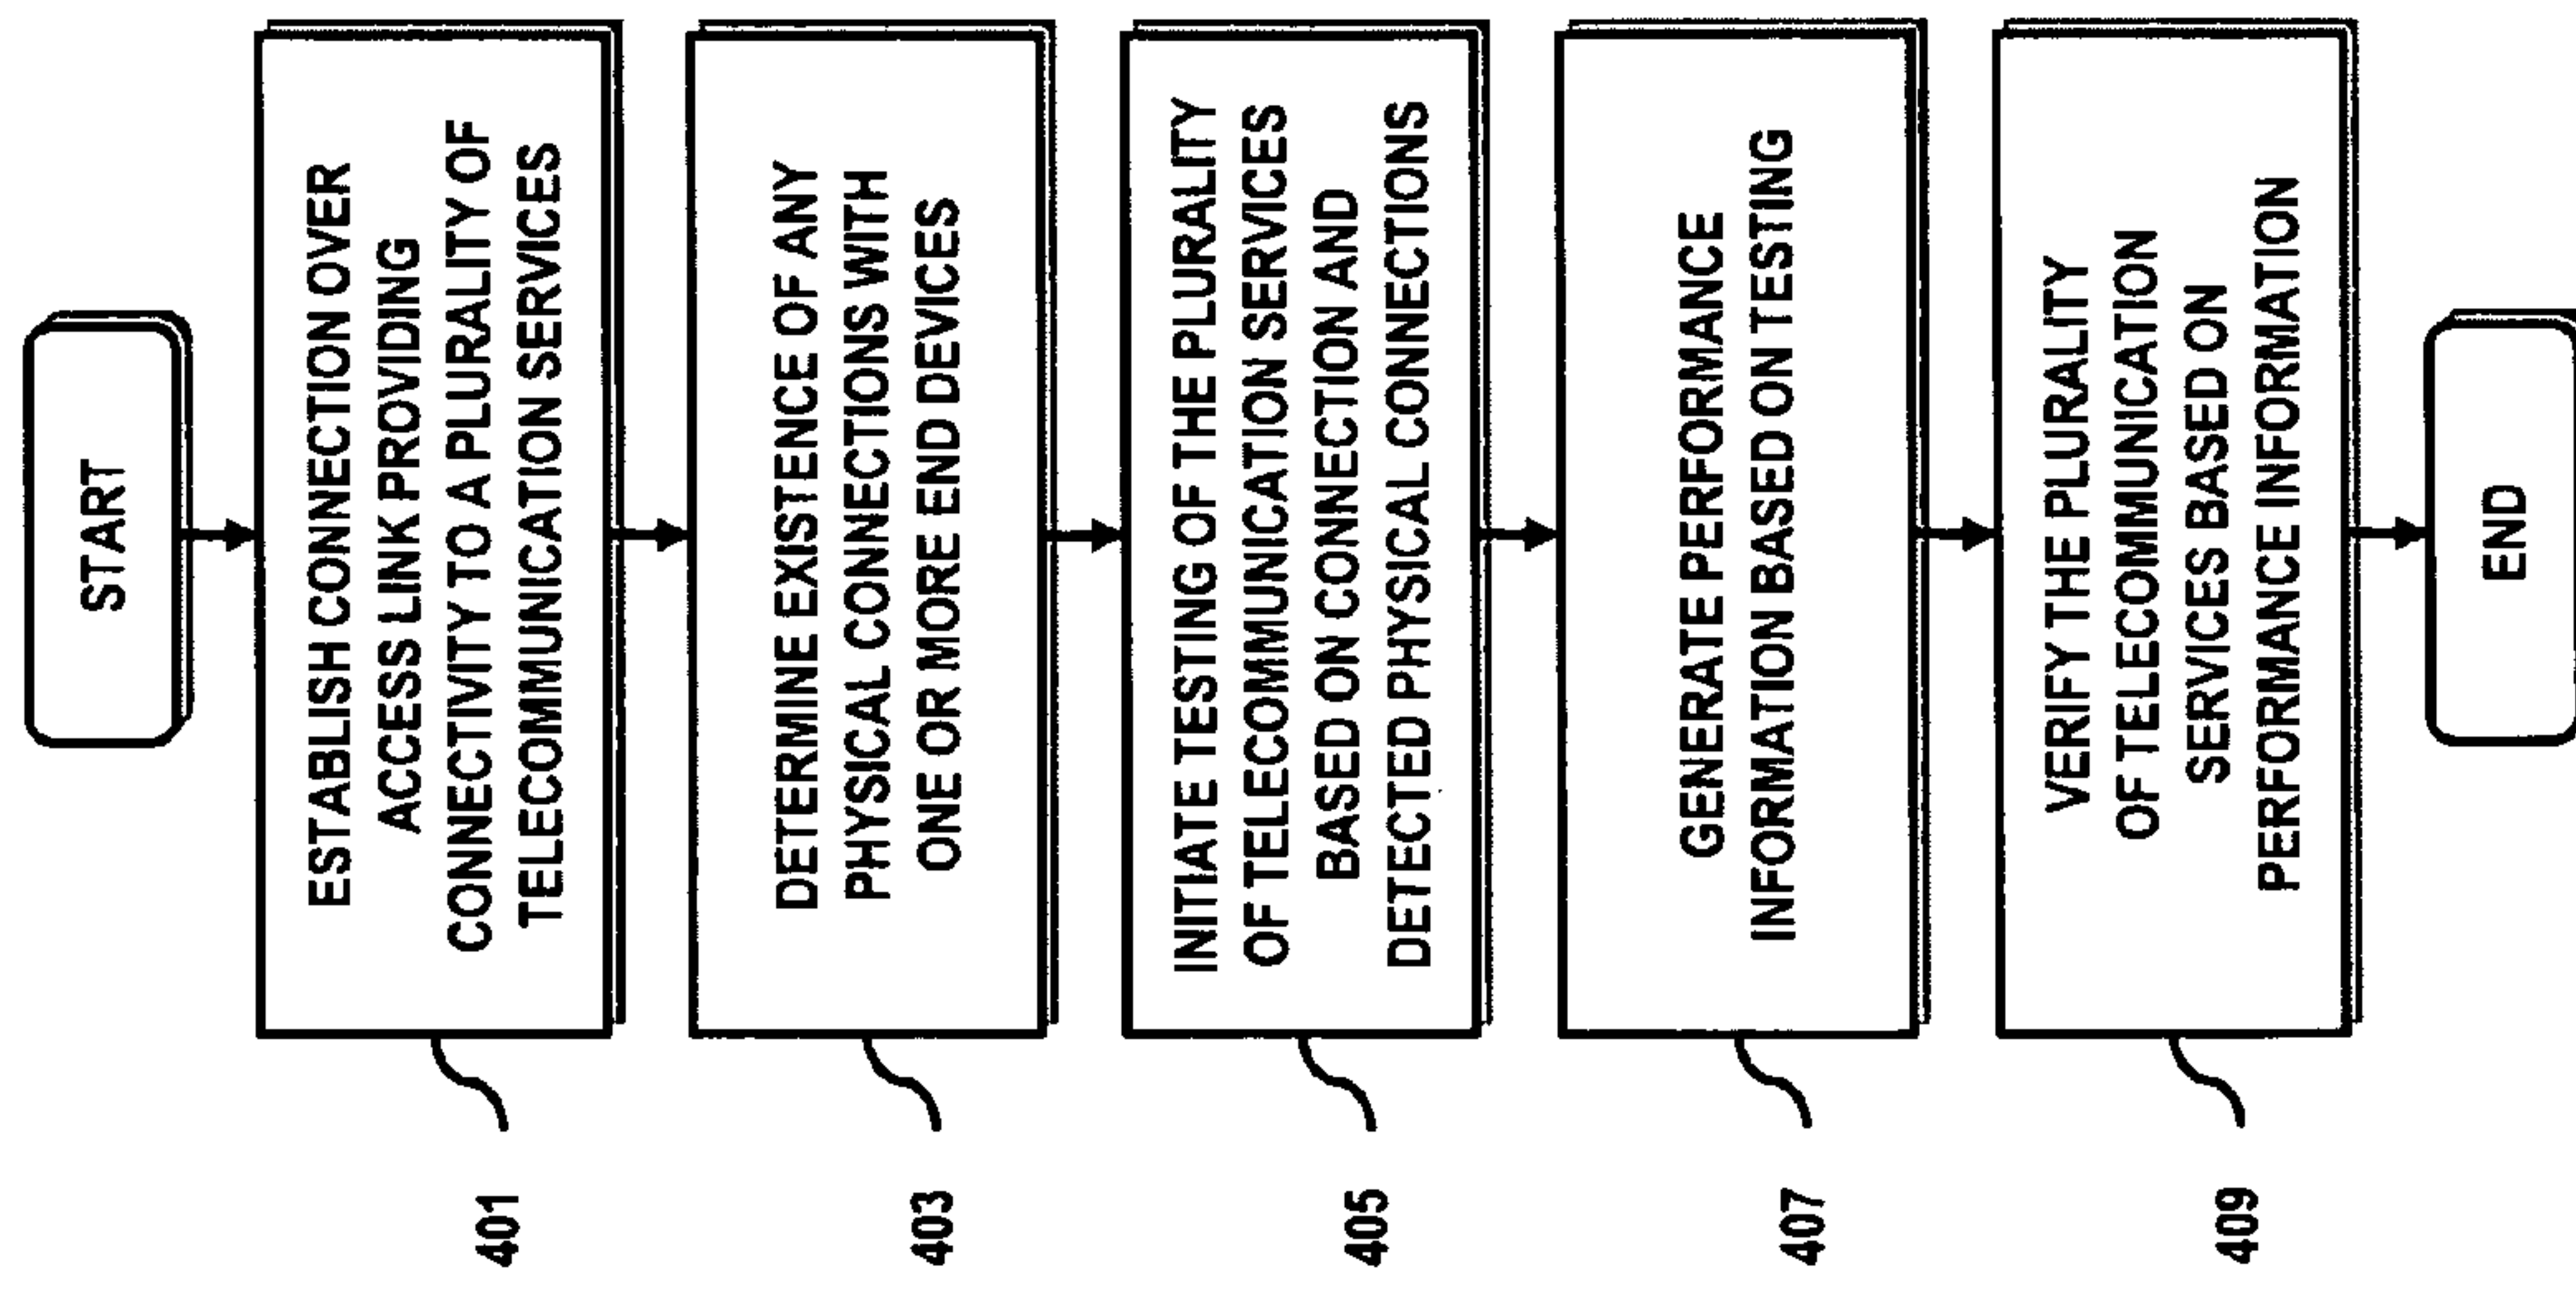 START
ESTABLISH CONNECTION OVER
ACCESS LINK PROVIDING
CONNECTIVITY TO A PLURALITY OF
TELECOMMUNICATION SERVICES
401
DETERMINE EXISTENCE OF ANY
PHYSICAL CONNECTIONS WITH
ONE OR MORE END DEVICES
403
INITIATE TESTING OF THE PLURALITY
OF TELECOMMUNICATION SERVICES
BASED ON CONNECTION AND
DETECTED PHYSICAL CONNECTIONS
405
GENERATE PERFORMANCE
INFORMATION BASED ON TESTING
407
VERIFY THE PLURALITY
OF TELECOMMUNICATION
SERVICES BASED ON
PERFORMANCE INFORMATION
409
END